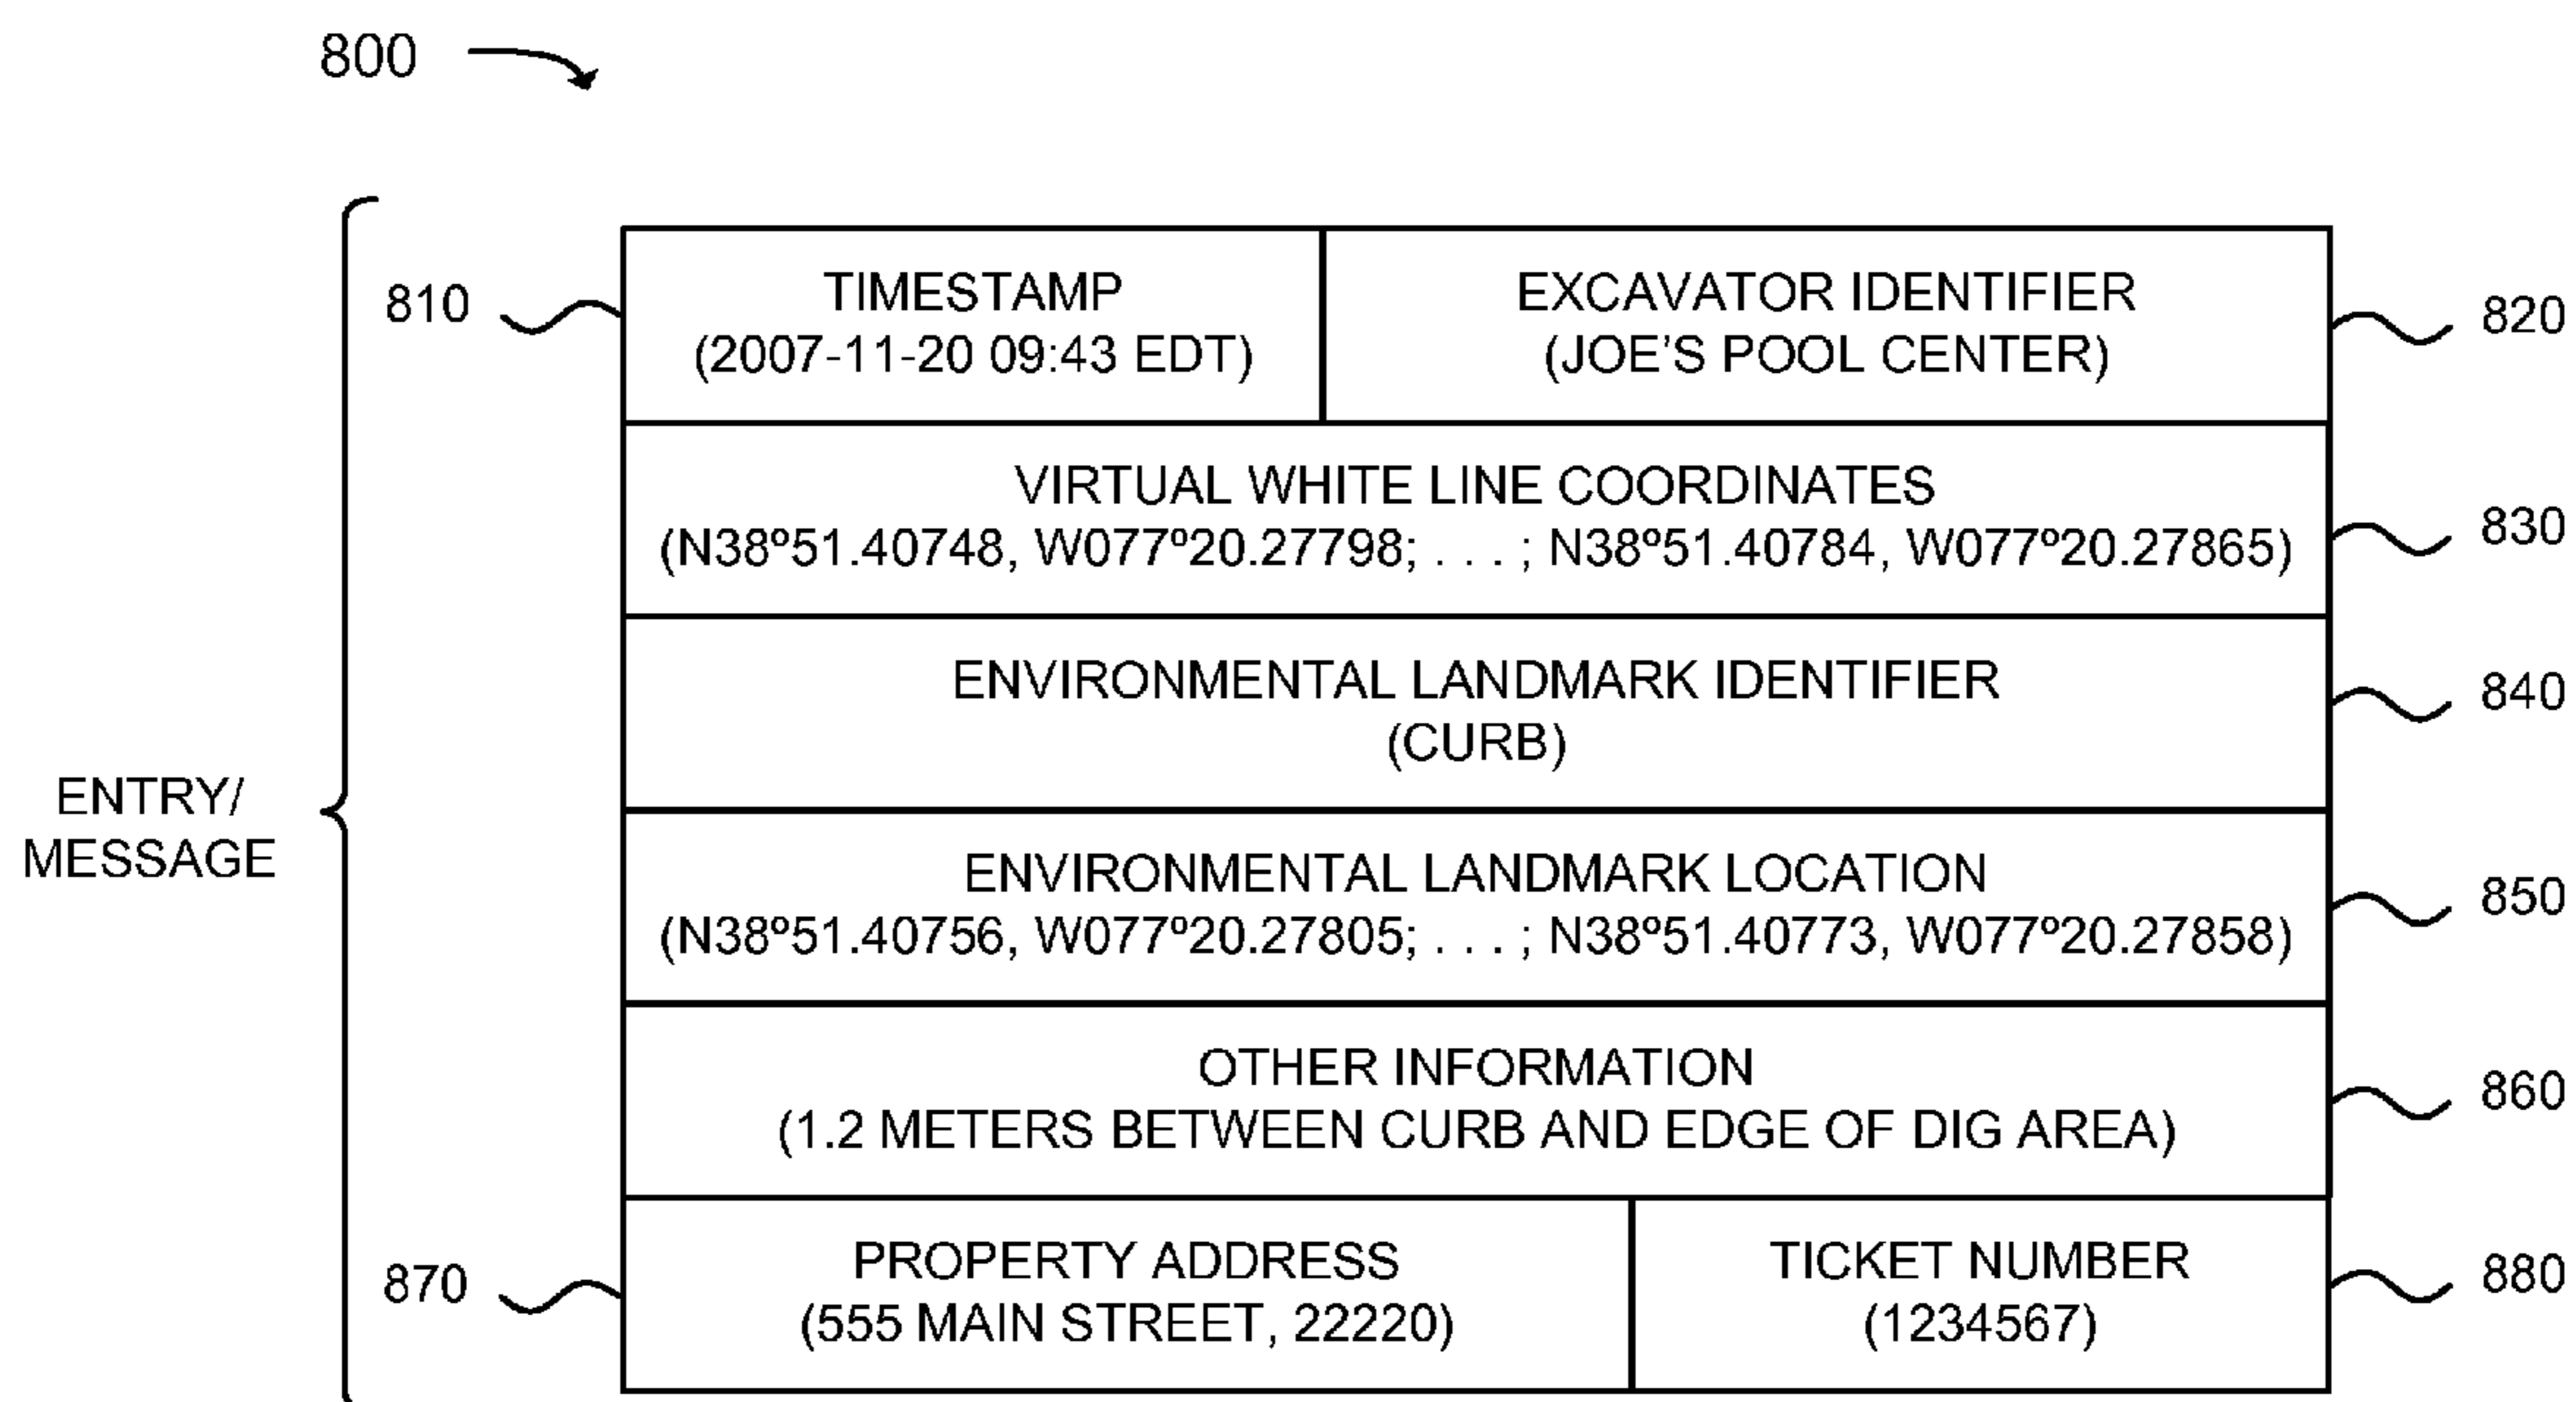 800
810
TIMESTAMP
(2007-11-20 09:43 EDT)
EXCAVATOR IDENTIFIER
(JOE'S POOL CENTER)
820
VIRTUAL WHITE LINE COORDINATES
(N38º51.40748, W077º20.27798; . . . ; N38º51.40784, W077º20.27865)
830
ENVIRONMENTAL LANDMARK IDENTIFIER
(CURB)
840
ENTRY/
MESSAGE
ENVIRONMENTAL LANDMARK LOCATION
(N38º51.40756, W077º20.27805; . . . ; N38º51.40773, W077º20.27858)
850
OTHER INFORMATION
(1.2 METERS BETWEEN CURB AND EDGE OF DIG AREA)
860
870
PROPERTY ADDRESS
(555 MAIN STREET, 22220)
TICKET NUMBER
(1234567)
880